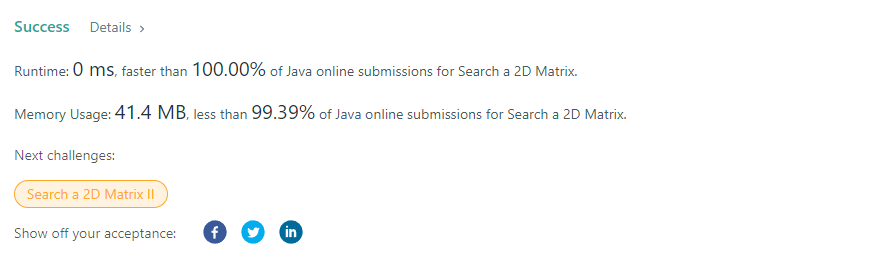 Success Details >
Runtime: 0 ms, faster than 100.00% of Java online submissions for Search a 2D Matrix.
Memory Usage: 41.4 MB, less than 99.39% of Java online submissions for Search a 2D Matrix.
Next challenges:
Search a 2D Matrix II
Show off your acceptance: f in